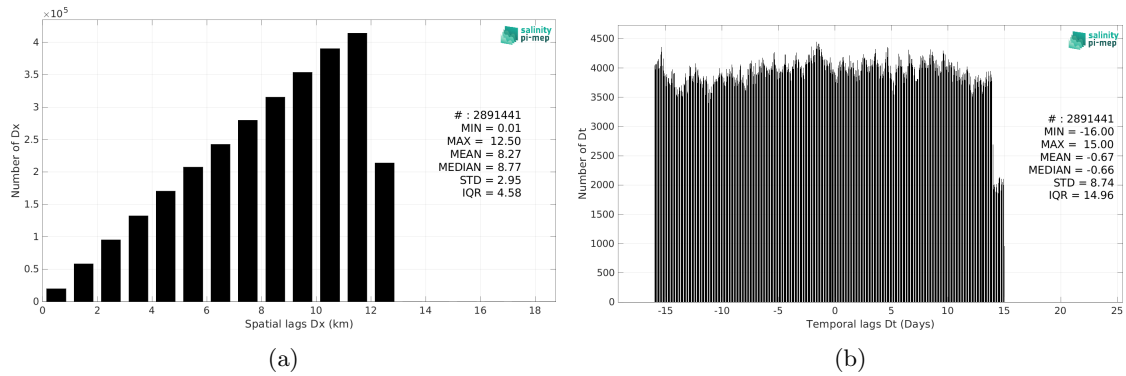 ×10^5
4
3.5
3
2.5
2
1.5
1
0.5
0
Number of Dx
0 2 4 6 8 10 12 14 16 18
Spatial lags Dx (km)
salinity
pi-mep
# : 2891441
MIN = 0.01
MAX = 12.50
MEAN = 8.27
MEDIAN = 8.77
STD = 2.95
IQR = 4.58
(a)
4500
4000
3500
3000
2500
2000
1500
1000
500
0
Number of Dt
-15 -10 -5 0 5 10 15 20 25
Temporal lags Dt (Days)
salinity
pi-mep
# : 2891441
MIN = -16.00
MAX = 15.00
MEAN = -0.67
MEDIAN = -0.66
STD = 8.74
IQR = 14.96
(b)